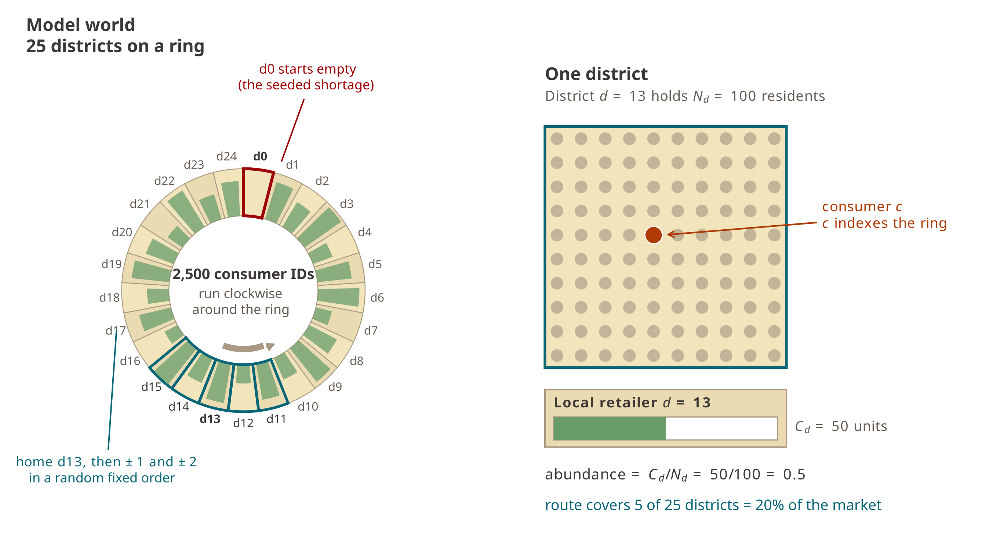 Model world
25 districts on a ring
d0 starts empty
(the seeded shortage)
d0
d1
d2
d3
d4
d5
d6
d7
d8
d9
d10
d11
d12
d13
d14
d15
d16
d17
d18
d19
d20
d21
d22
d23
d24
2,500 consumer IDs
run clockwise
around the ring
home d13, then ± 1 and ± 2
in a random fixed order
One district
District d = 13 holds N_d = 100 residents
consumer c
c indexes the ring
Local retailer d = 13
C_d = 50 units
abundance = C_d/N_d = 50/100 = 0.5
route covers 5 of 25 districts = 20% of the market